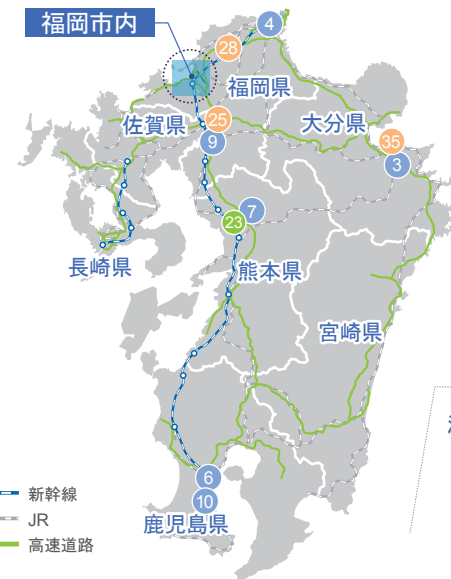 福岡市内
4
28
福岡県
佐賀県
25
大分県
35
9
3
7
23
長崎県
熊本県
宮崎県
6
10
鹿児島県
新幹線
JR
高速道路